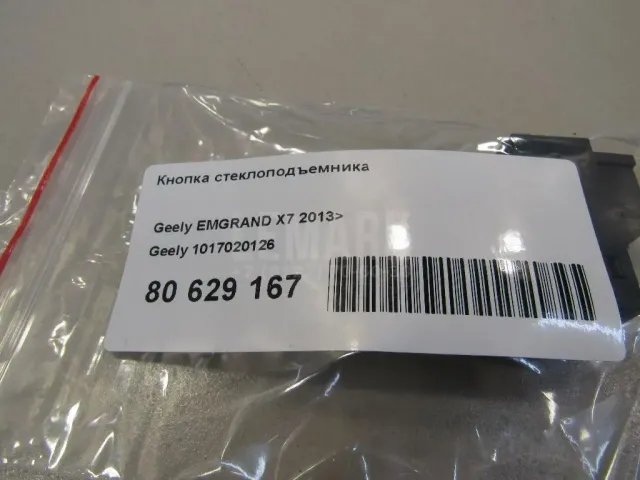 Кнопка стеклоподъемника
Geely EMGRAND X7 2013>
Geely 1017020126
80 629 167